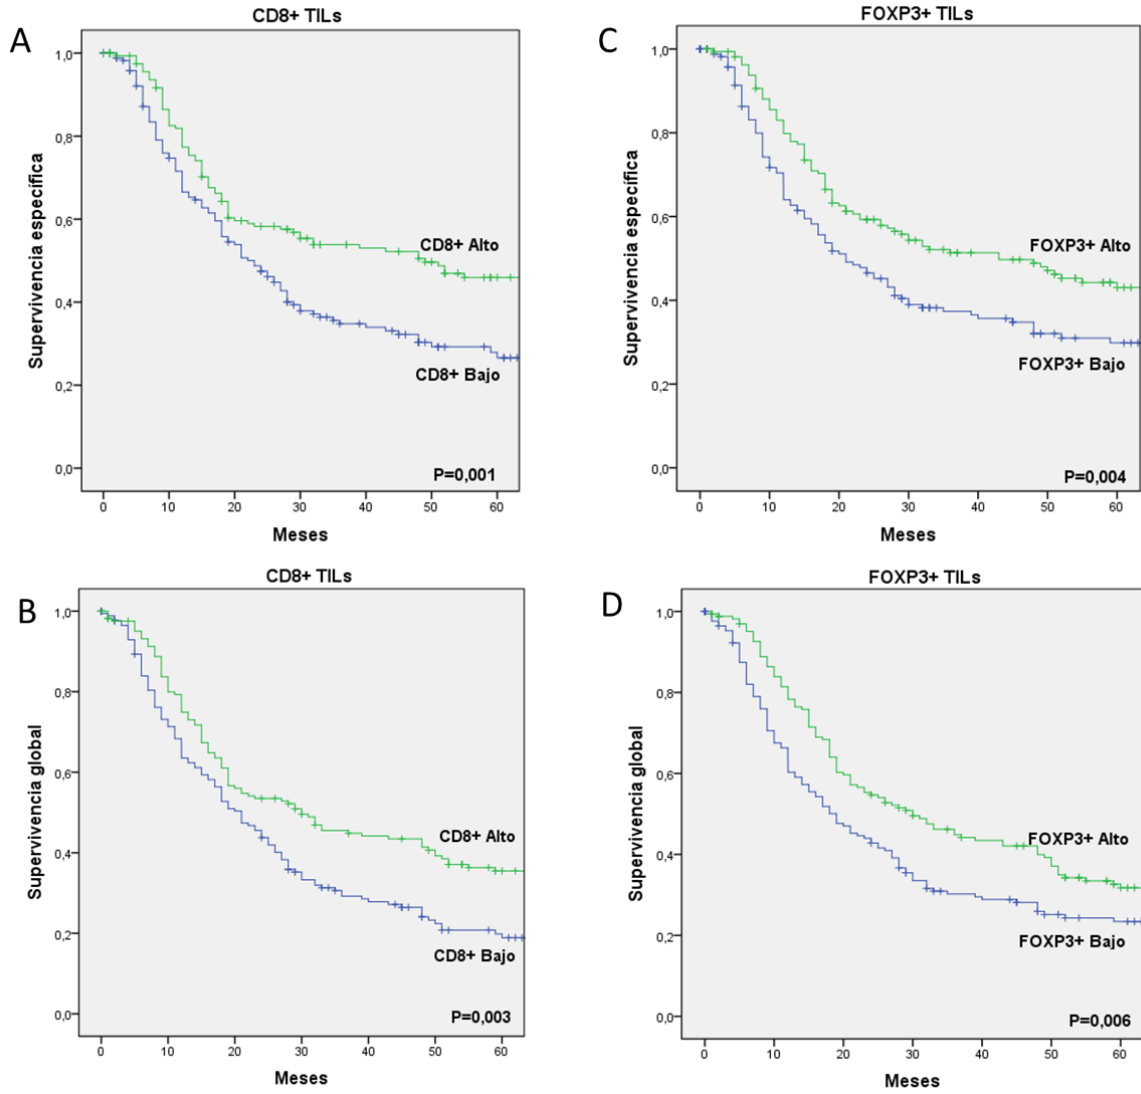 A
CD8+ TILs
Supervivencia específica
1,0
0,8
0,6
0,4
0,2
0,0
CD8+ Alto
CD8+ Bajo
P=0,001
0 10 20 30 40 50 60
Meses
C
FOXP3+ TILs
Supervivencia específica
1,0
0,8
0,6
0,4
0,2
0,0
FOXP3+ Alto
FOXP3+ Bajo
P=0,004
0 10 20 30 40 50 60
Meses
B
CD8+ TILs
Supervivencia global
1,0
0,8
0,6
0,4
0,2
0,0
CD8+ Alto
CD8+ Bajo
P=0,003
0 10 20 30 40 50 60
Meses
D
FOXP3+ TILs
Supervivencia global
1,0
0,8
0,6
0,4
0,2
0,0
FOXP3+ Alto
FOXP3+ Bajo
P=0,006
0 10 20 30 40 50 60
Meses